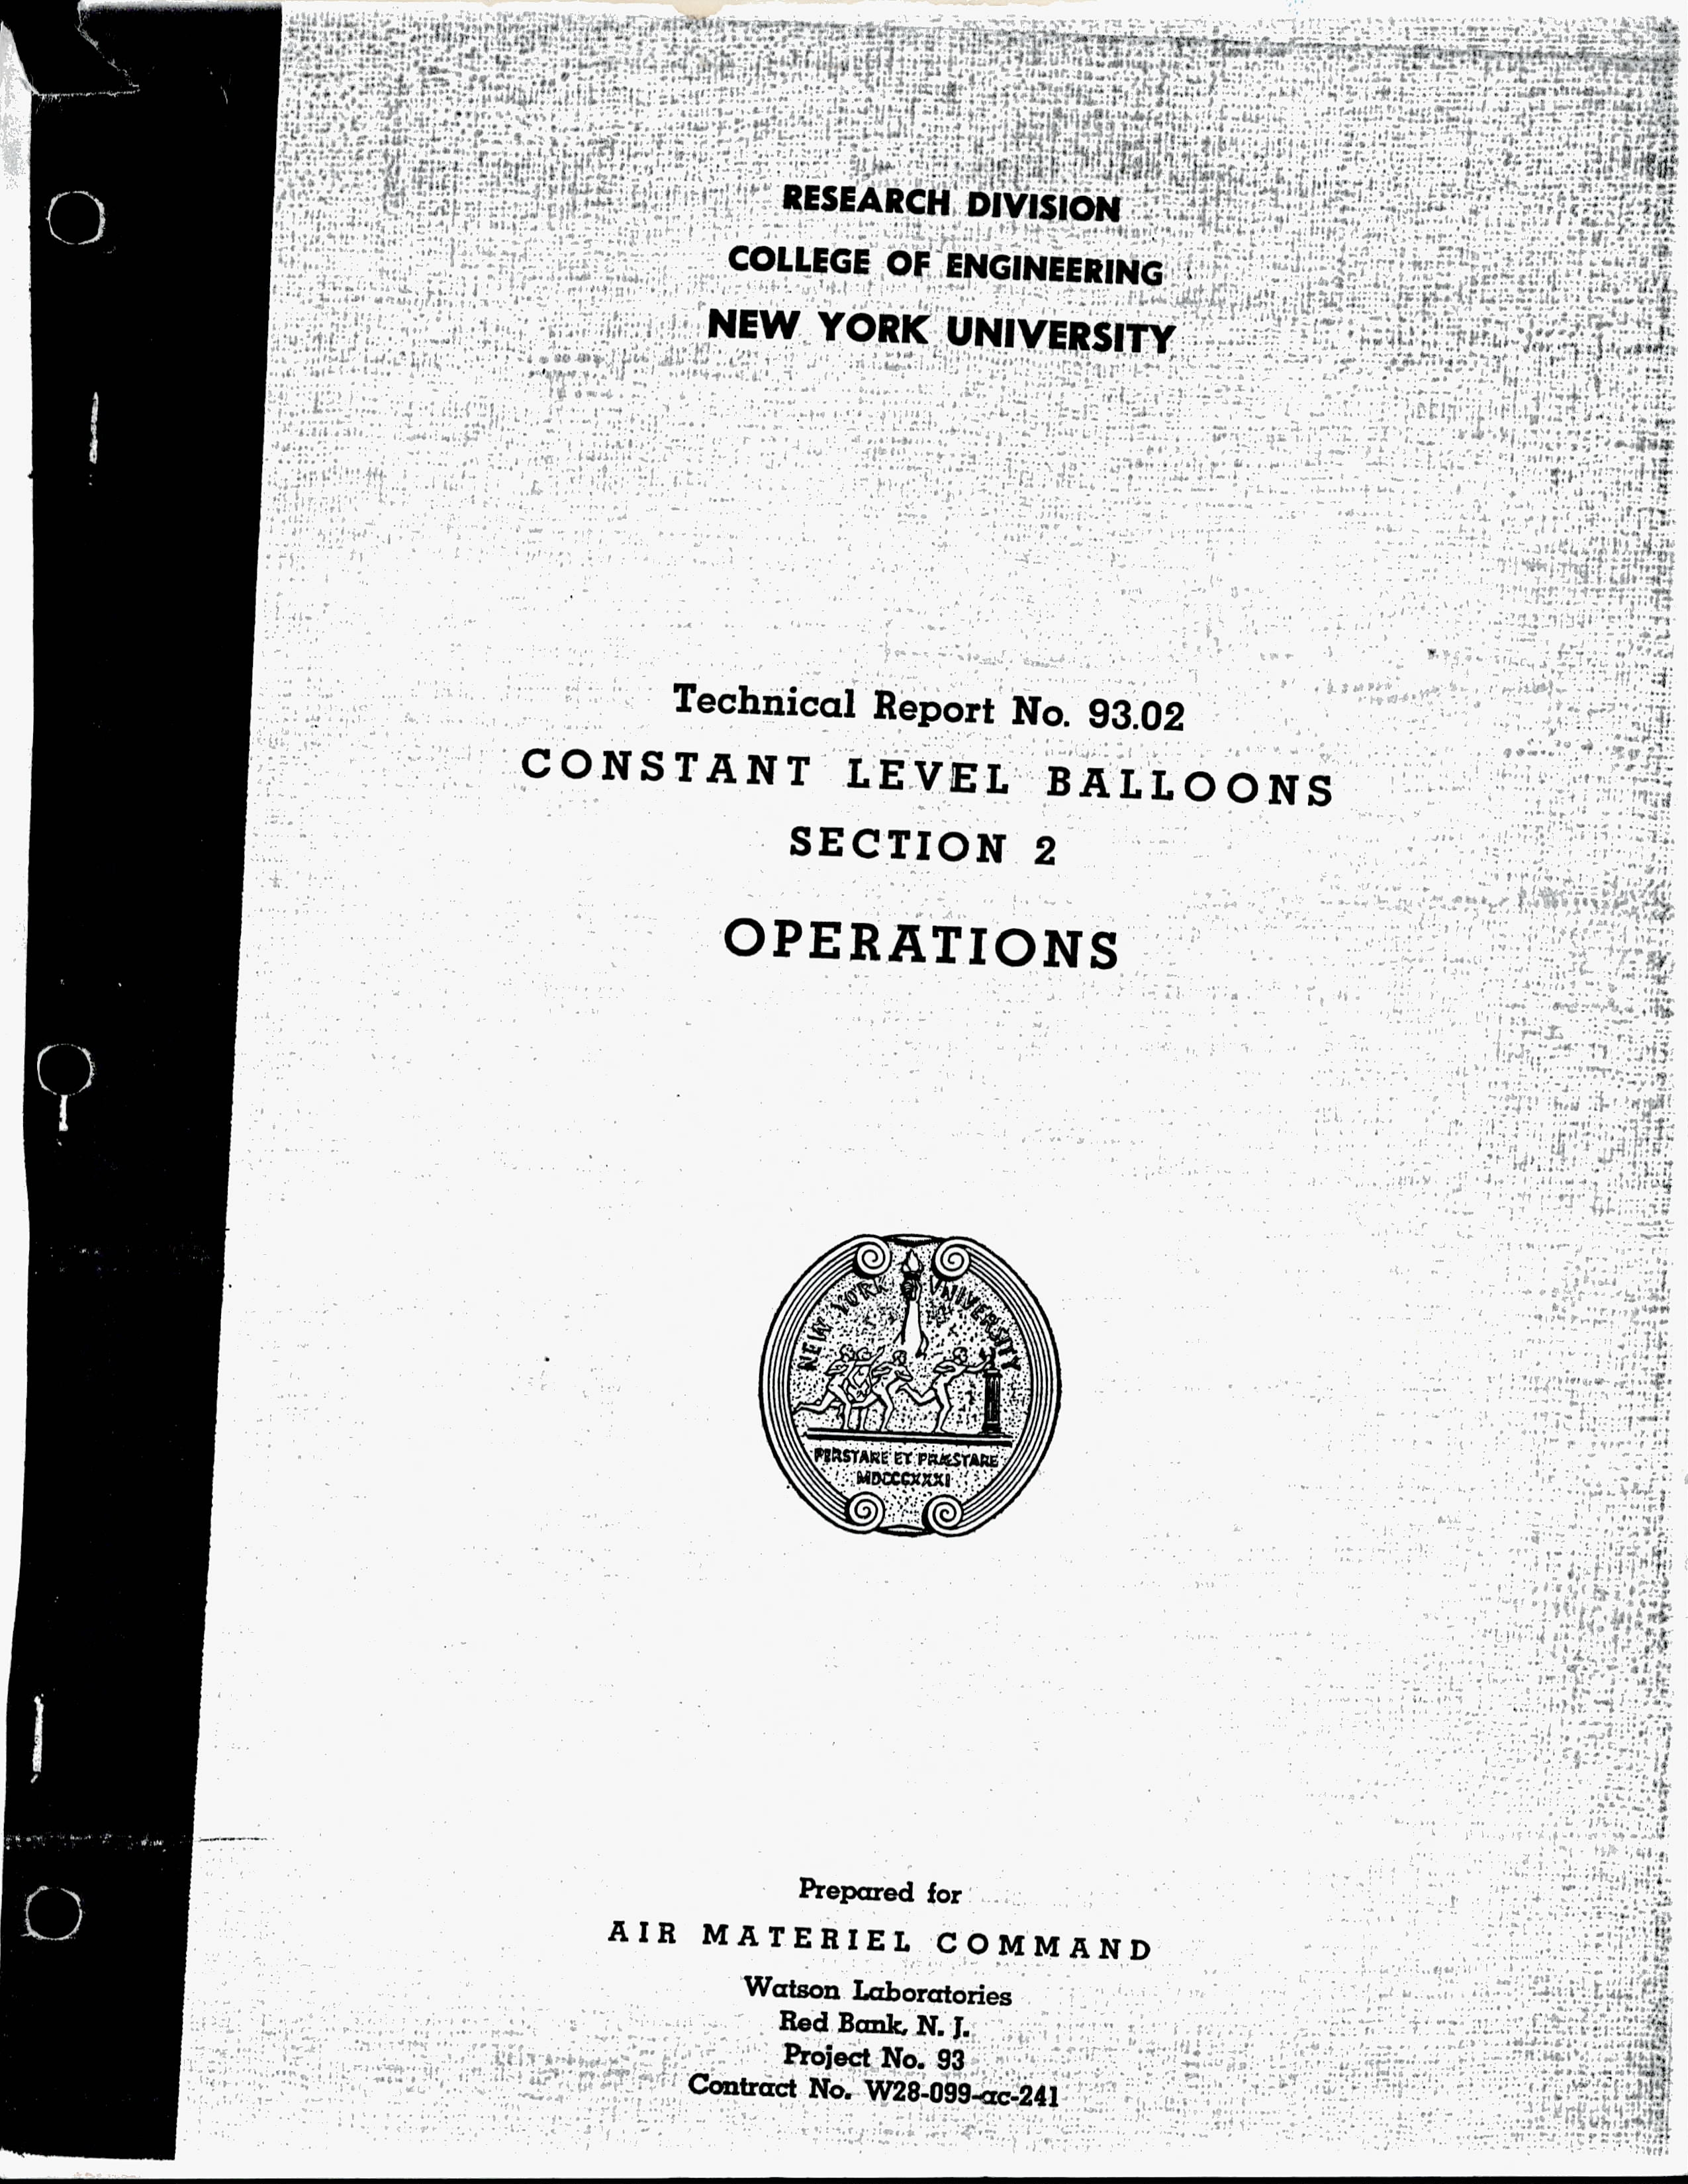 RESEARCH DIVISION
COLLEGE OF ENGINEERING
NEW YORK UNIVERSITY
Technical Report No. 93.02
CONSTANT LEVEL BALLOONS
SECTION 2
OPERATIONS
NEW YORK UNIVERSITY
PERSTARE ET PRÆSTARE
MDCCCXXXI
Prepared for
AIR MATERIEL COMMAND
Watson Laboratories
Red Bank, N. J.
Project No. 93
Contract No. W28-099-ac-241